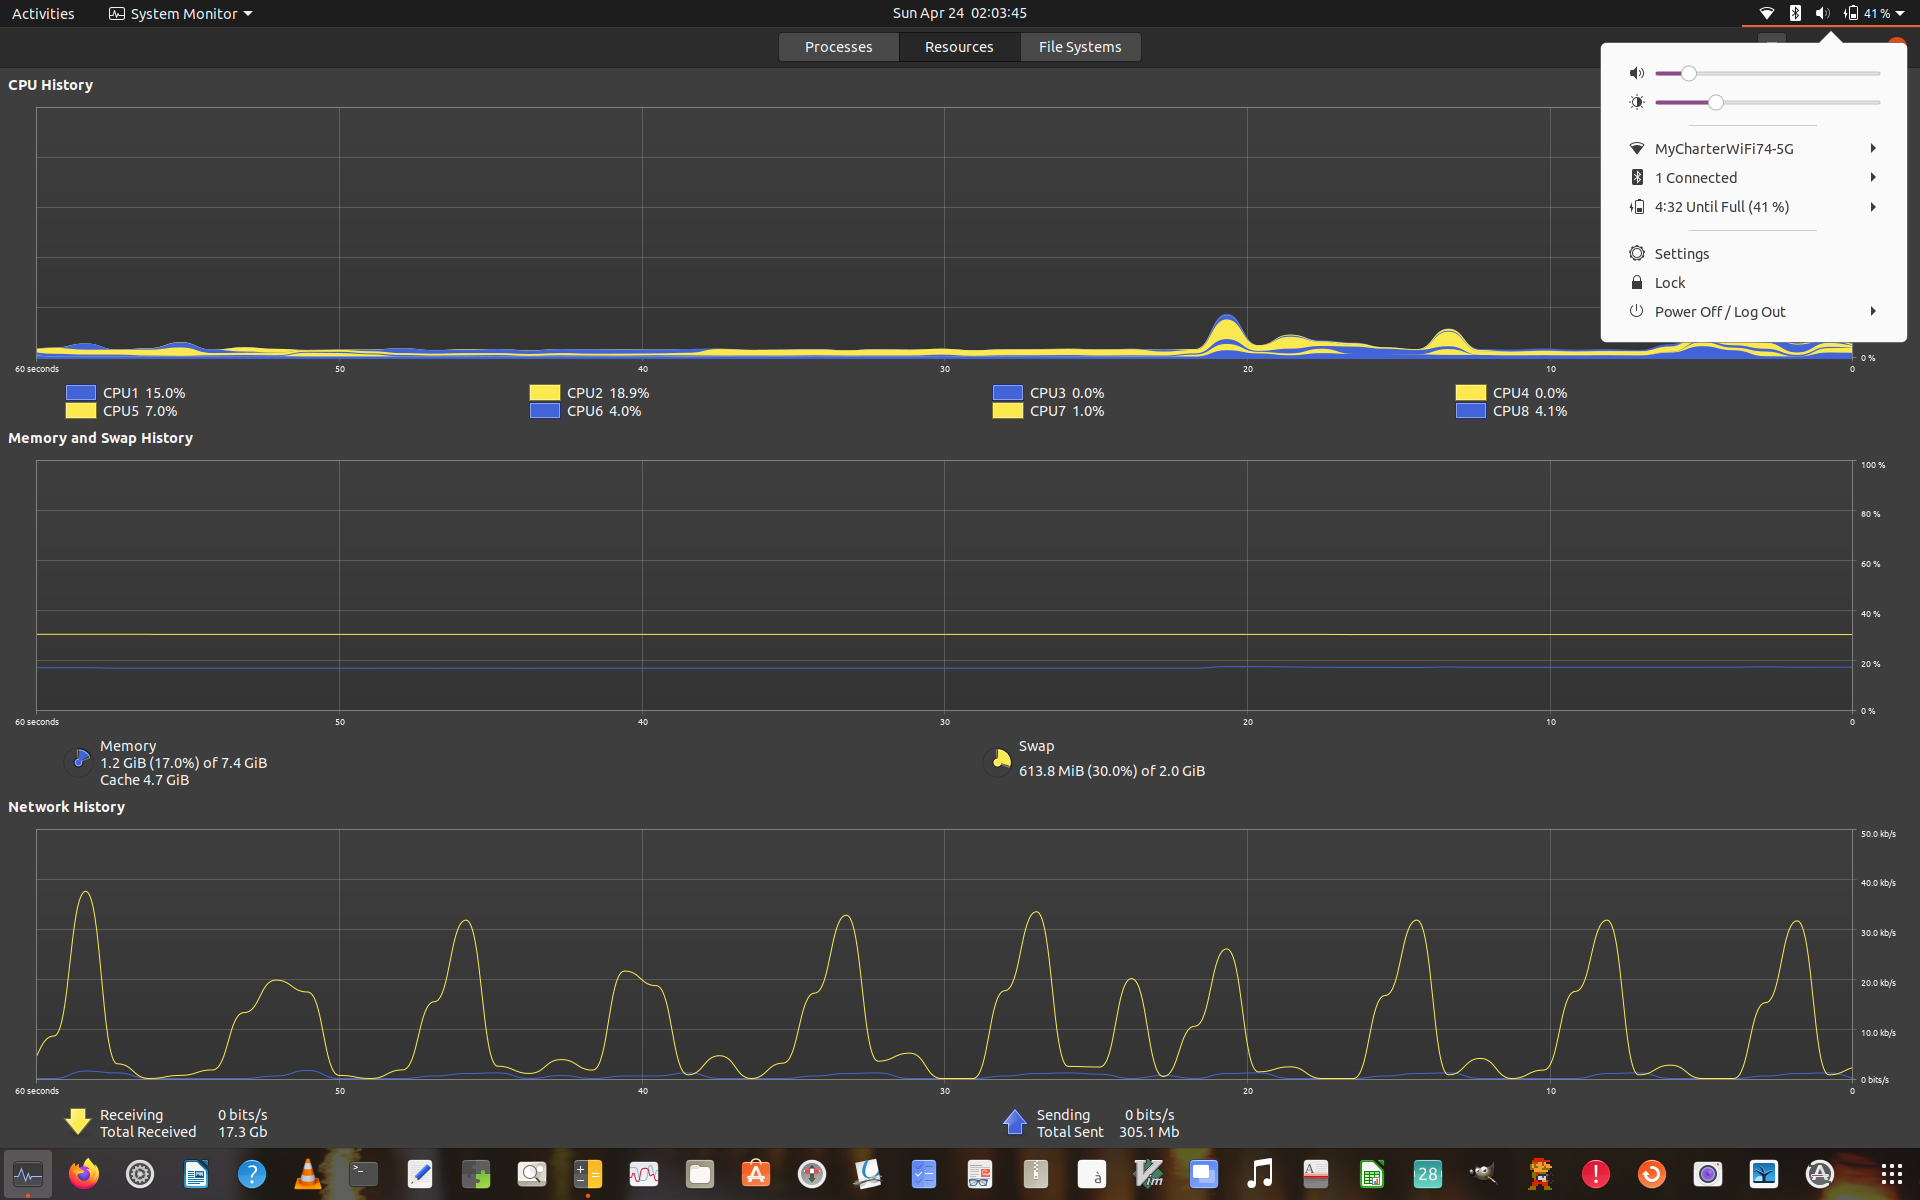 Activities
System Monitor
Sun Apr 24 02:03:45
41 %
Processes
Resources
File Systems
CPU History
MyCharterWiFi74-5G
1 Connected
4:32 Until Full (41 %)
Settings
Lock
Power Off / Log Out
0 %
60 seconds
50
40
30
20
10
0
CPU1 15.0%
CPU2 18.9%
CPU3 0.0%
CPU4 0.0%
CPU5 7.0%
CPU6 4.0%
CPU7 1.0%
CPU8 4.1%
Memory and Swap History
100 %
80 %
60 %
40 %
20 %
0 %
60 seconds
50
40
30
20
10
0
Memory
1.2 GiB (17.0%) of 7.4 GiB
Cache 4.7 GiB
Swap
613.8 MiB (30.0%) of 2.0 GiB
Network History
50.0 kb/s
40.0 kb/s
30.0 kb/s
20.0 kb/s
10.0 kb/s
0 bits/s
60 seconds
50
40
30
20
10
0
Receiving 0 bits/s
Total Received 17.3 Gb
Sending 0 bits/s
Total Sent 305.1 Mb
?
>_
à
Vim
A
28
!